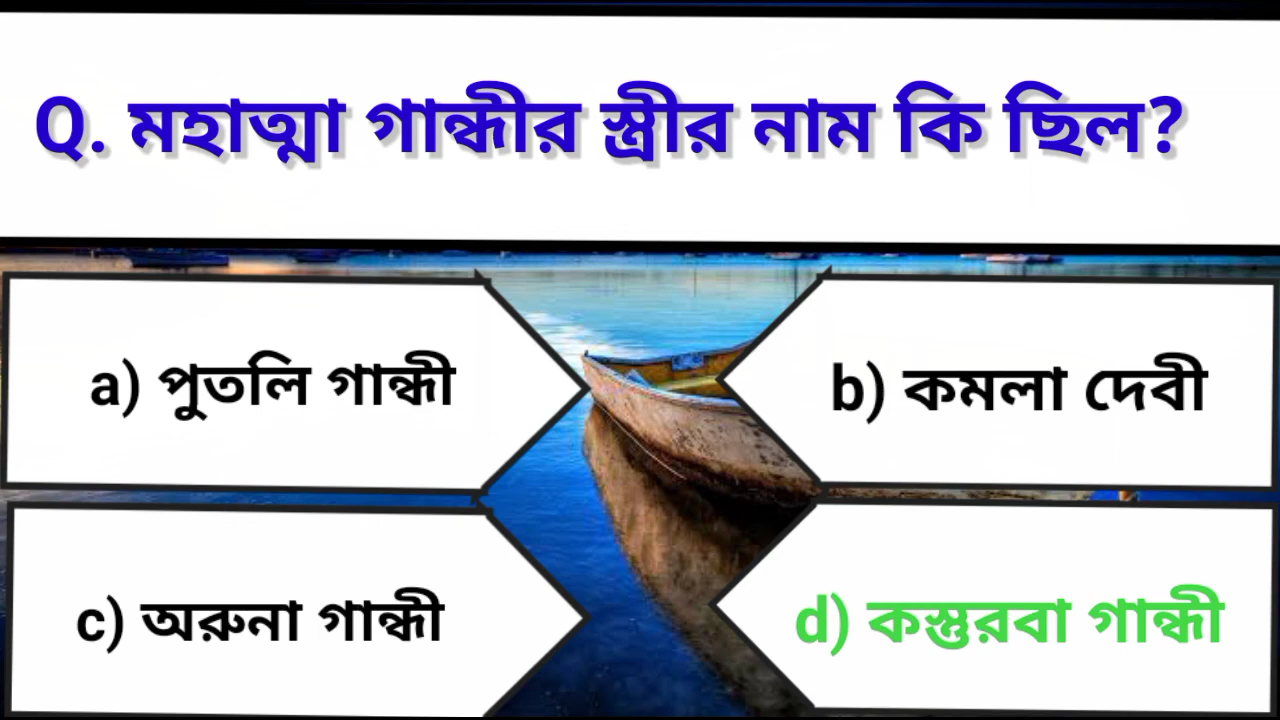 Q. মহাত্মা গান্ধীর স্ত্রীর নাম কি ছিল?
a) পুতলি গান্ধী
b) কমলা দেবী
c) অরুনা গান্ধী
d) কস্তুরবা গান্ধী